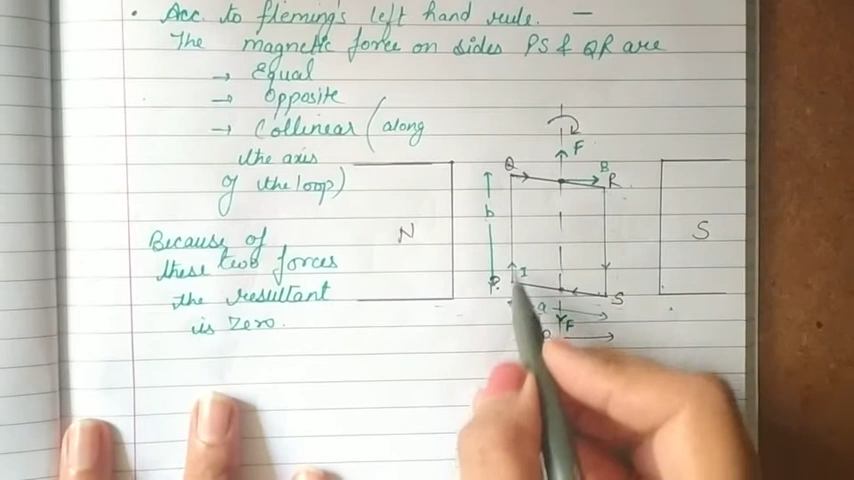 • Acc. to fleming's left hand rule. —
The magnetic force on sides PS & QR are
→ Equal
→ Opposite
→ Collinear (along
the axis
of the loop)
Because of
these two forces
the resultant
is zero.
N
S
F
Q
B
R
b
I
P
S
a
F